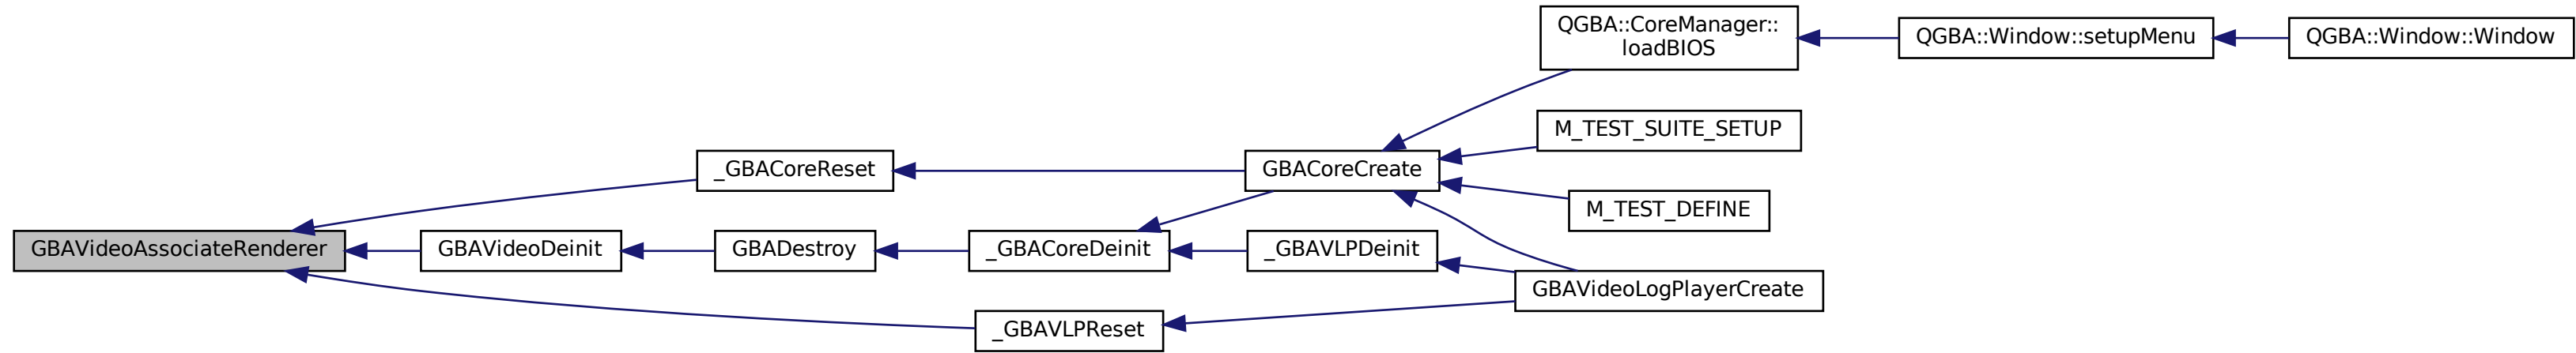 QGBA::CoreManager::
loadBIOS
QGBA::Window::setupMenu
QGBA::Window::Window
M_TEST_SUITE_SETUP
_GBACoreReset
GBACoreCreate
M_TEST_DEFINE
GBAVideoAssociateRenderer
GBAVideoDeinit
GBADestroy
_GBACoreDeinit
_GBAVLPDeinit
GBAVideoLogPlayerCreate
_GBAVLPReset